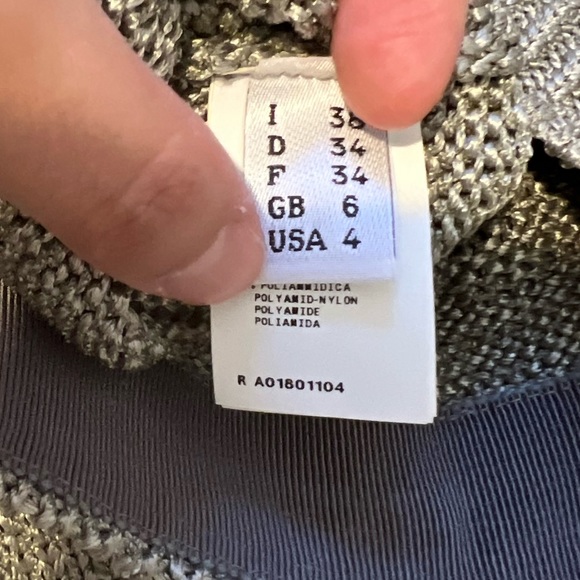 I 38
D 34
F 34
GB 6
USA 4
POLIAMMIDICA
POLYAMID-NYLON
POLYAMIDE
POLIAMIDA
R A01801104